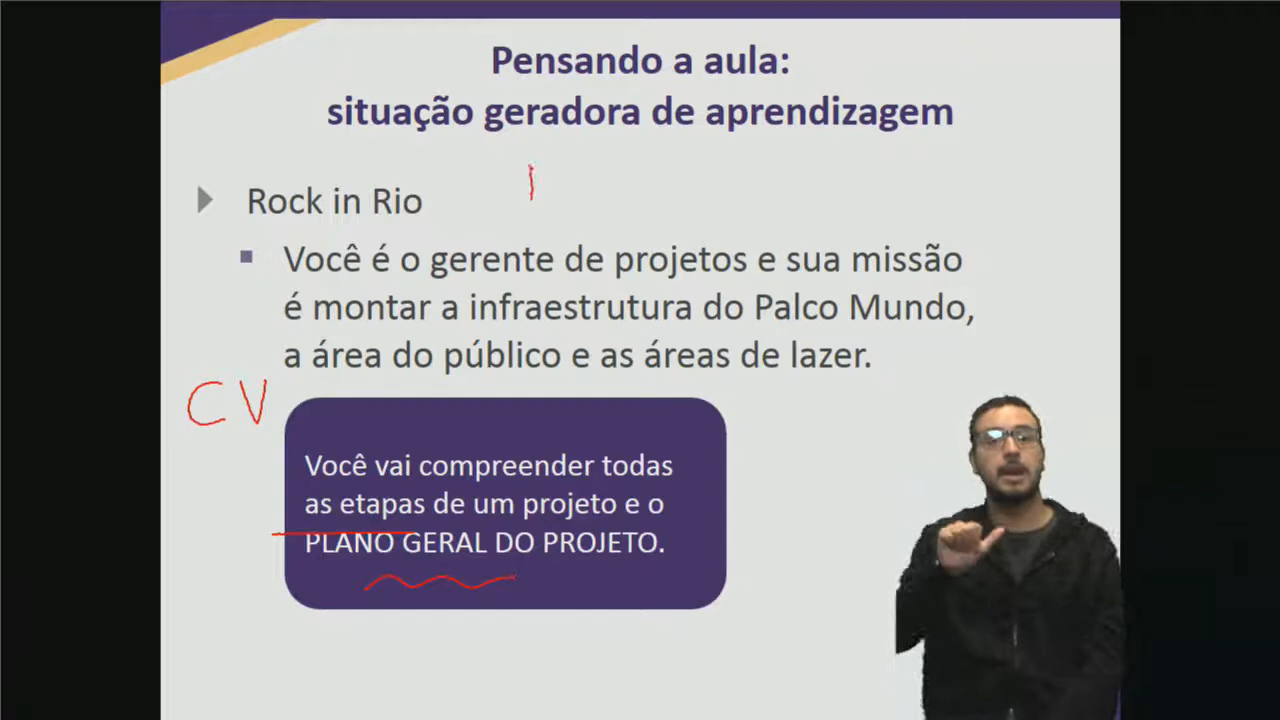 Pensando a aula:
situação geradora de aprendizagem
Rock in Rio
Você é o gerente de projetos e sua missão
é montar a infraestrutura do Palco Mundo,
a área do público e as áreas de lazer.
CV
Você vai compreender todas
as etapas de um projeto e o
PLANO GERAL DO PROJETO.